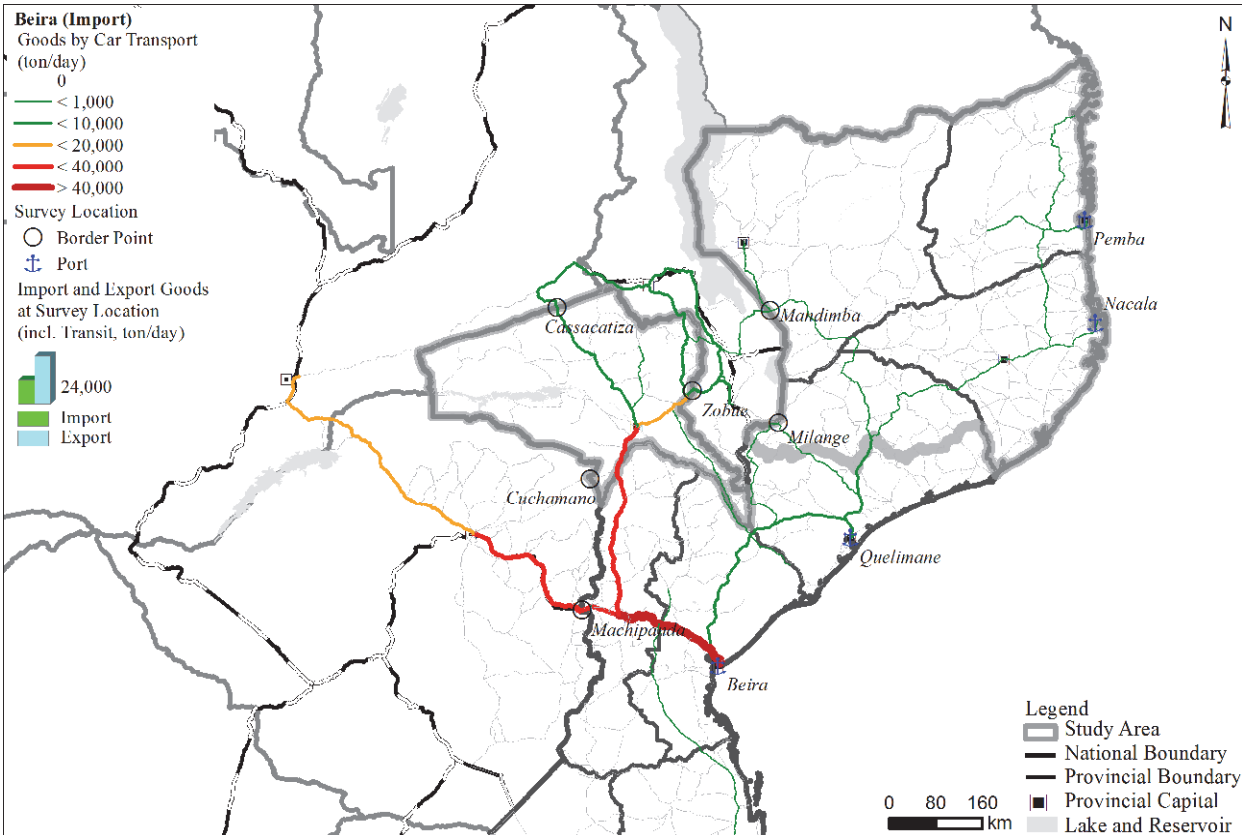 Beira (Import)
Goods by Car Transport
(ton/day)
0
< 1,000
< 10,000
< 20,000
< 40,000
> 40,000
Survey Location
Border Point
Port
Import and Export Goods
at Survey Location
(incl. Transit, ton/day)
24,000
Import
Export
N
Pemba
Nacala
Cassacatiza
Mandimba
Zobue
Milange
Cuchamano
Quelimane
Machipanda
Beira
Legend
Study Area
National Boundary
Provincial Boundary
Provincial Capital
Lake and Reservoir
0 80 160
km